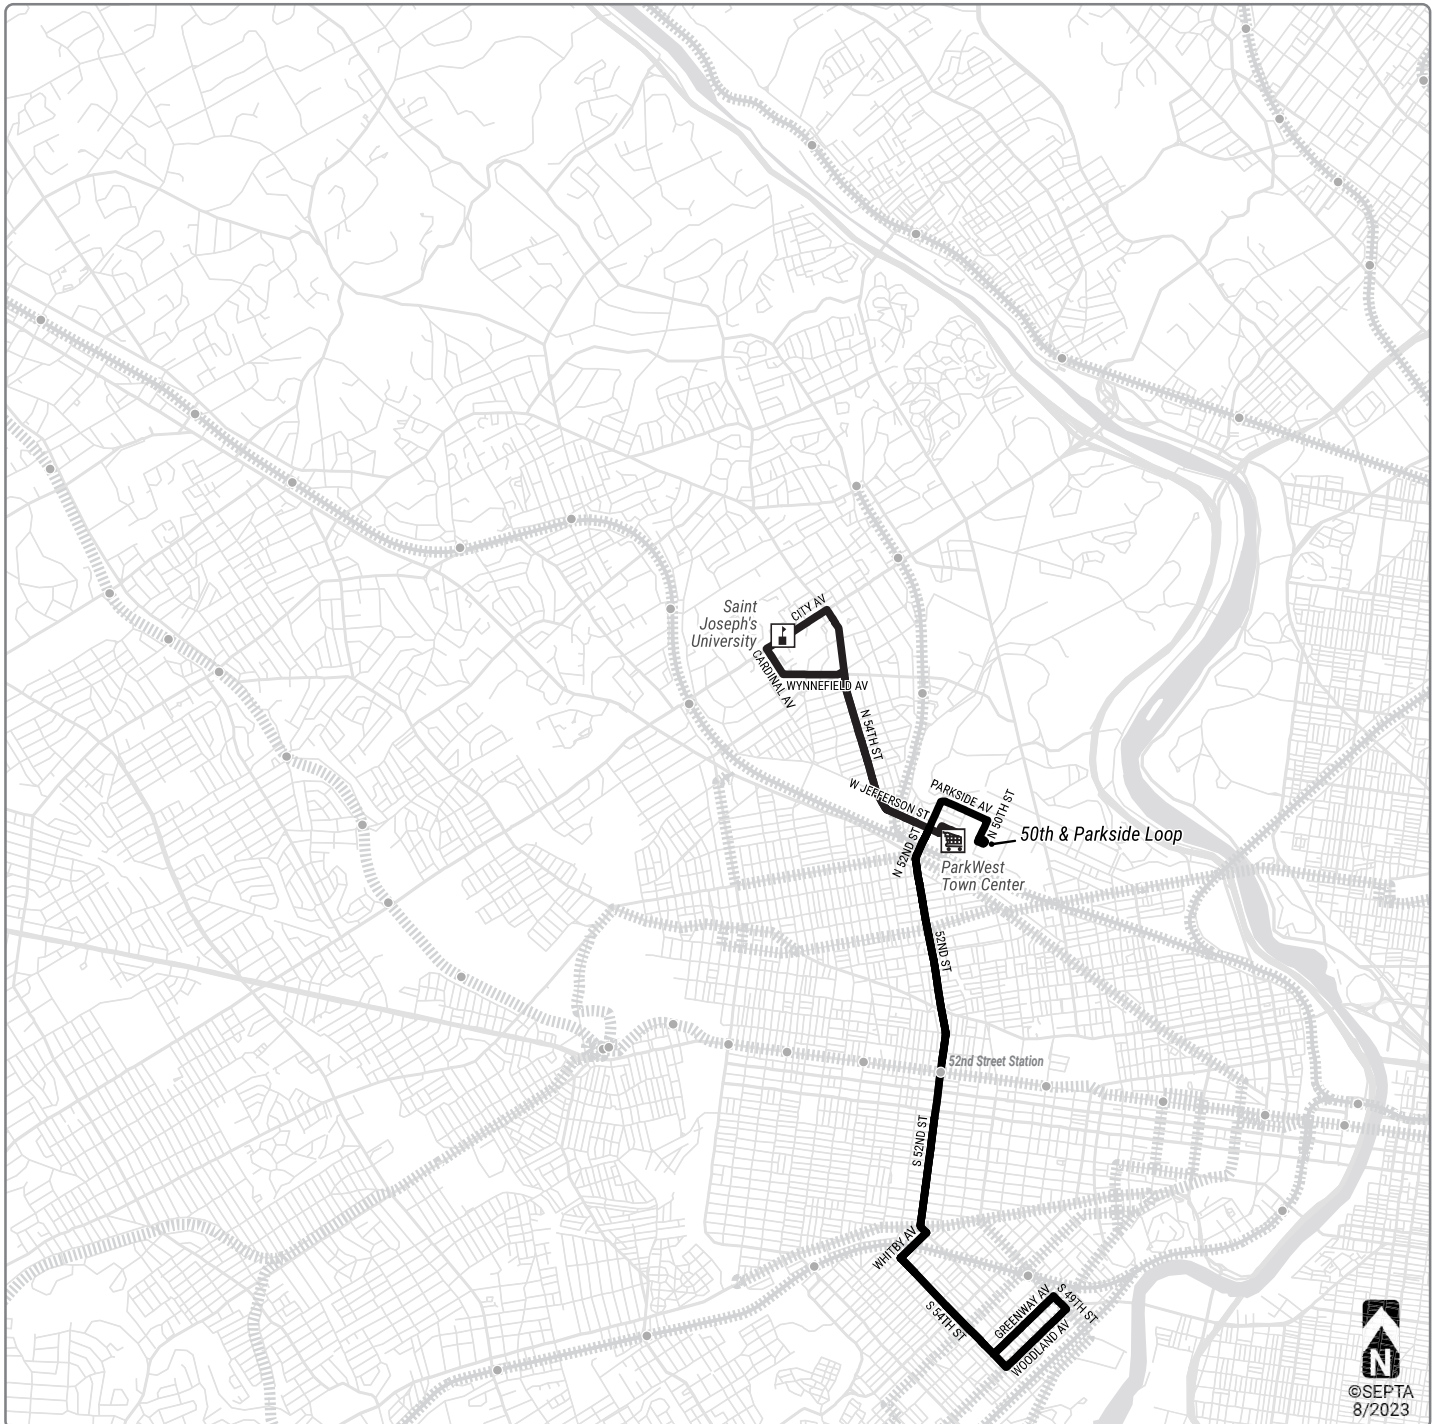 Saint
Joseph's
University
CITY AV
CARDINAL AV
WYNNEFIELD AV
N 54TH ST
W JEFFERSON ST
PARKSIDE AV
N 50TH ST
50th & Parkside Loop
N 52ND ST
ParkWest
Town Center
52ND ST
52nd Street Station
S 52ND ST
WHITBY AV
S 54TH ST
GREENWAY AV
S 49TH ST
WOODLAND AV
N
©SEPTA
8/2023